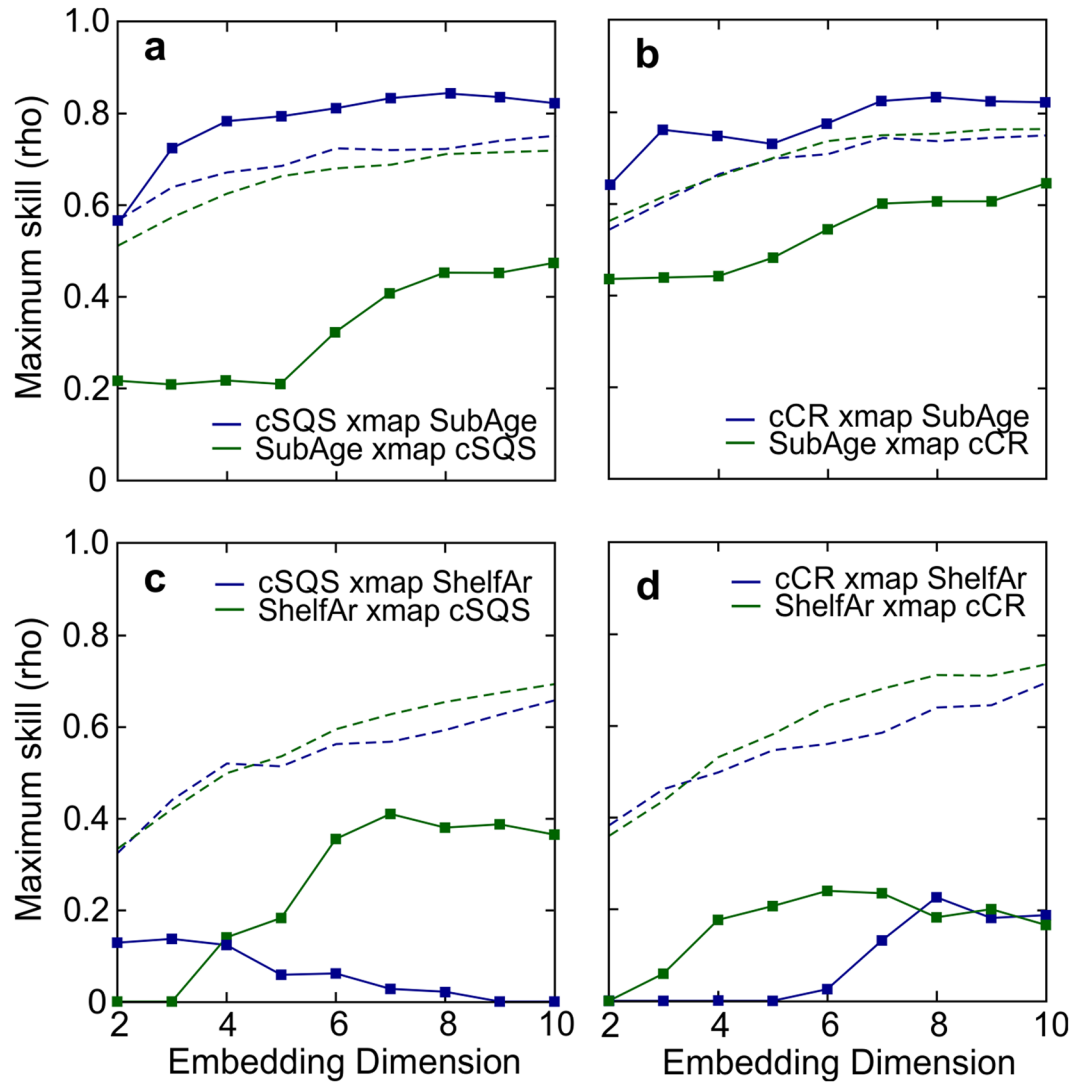 a
b
1.0
0.8
0.6
0.4
0.2
0
Maximum skill (rho)
cSQS xmap SubAge
SubAge xmap cSQS
cCR xmap SubAge
SubAge xmap cCR
c
d
1.0
0.8
0.6
0.4
0.2
0
Maximum skill (rho)
cSQS xmap ShelfAr
ShelfAr xmap cSQS
cCR xmap ShelfAr
ShelfAr xmap cCR
2 4 6 8 10
2 4 6 8 10
Embedding Dimension
Embedding Dimension